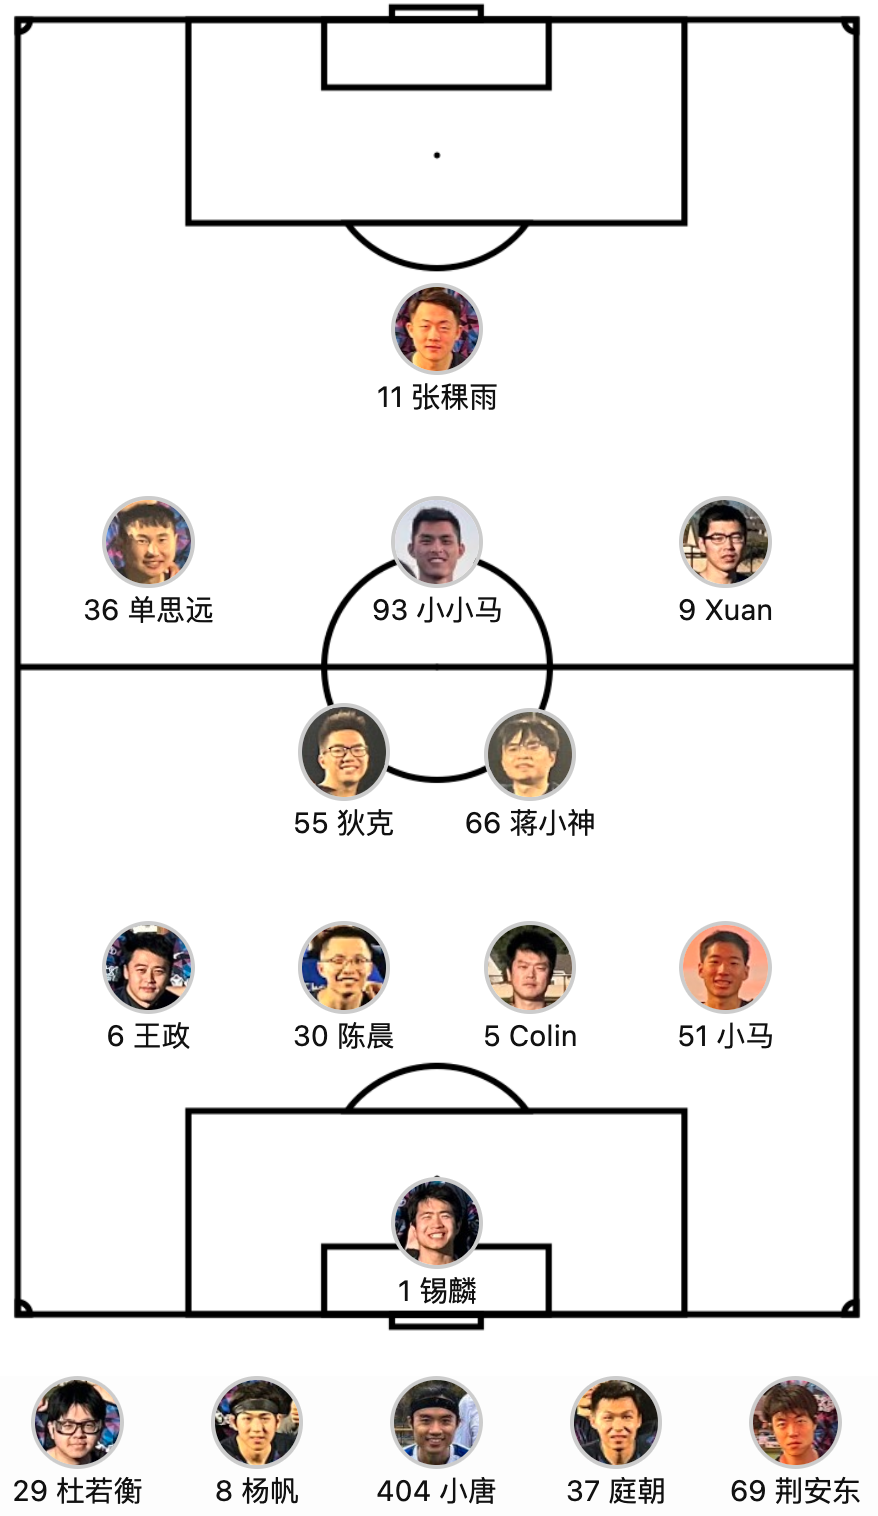 11 张稞雨
36 单思远
93 小小马
9 Xuan
55 狄克
66 蒋小神
6 王政
30 陈晨
5 Colin
51 小马
1 锡麟
29 杜若衡
8 杨帆
404 小唐
37 庭朝
69 荆安东